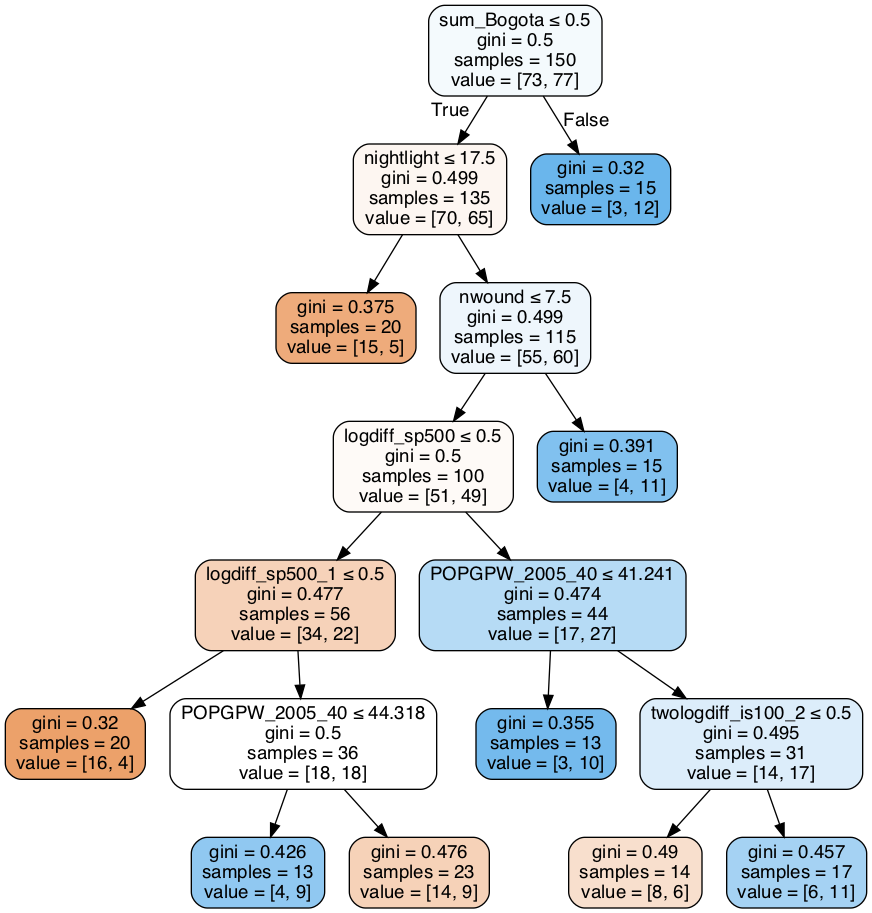 sum_Bogota ≤ 0.5
gini = 0.5
samples = 150
value = [73, 77]
True
False
nightlight ≤ 17.5
gini = 0.499
samples = 135
value = [70, 65]
gini = 0.32
samples = 15
value = [3, 12]
gini = 0.375
samples = 20
value = [15, 5]
nwound ≤ 7.5
gini = 0.499
samples = 115
value = [55, 60]
logdiff_sp500 ≤ 0.5
gini = 0.5
samples = 100
value = [51, 49]
gini = 0.391
samples = 15
value = [4, 11]
logdiff_sp500_1 ≤ 0.5
gini = 0.477
samples = 56
value = [34, 22]
POPGPW_2005_40 ≤ 41.241
gini = 0.474
samples = 44
value = [17, 27]
gini = 0.32
samples = 20
value = [16, 4]
POPGPW_2005_40 ≤ 44.318
gini = 0.5
samples = 36
value = [18, 18]
gini = 0.355
samples = 13
value = [3, 10]
twologdiff_is100_2 ≤ 0.5
gini = 0.495
samples = 31
value = [14, 17]
gini = 0.426
samples = 13
value = [4, 9]
gini = 0.476
samples = 23
value = [14, 9]
gini = 0.49
samples = 14
value = [8, 6]
gini = 0.457
samples = 17
value = [6, 11]